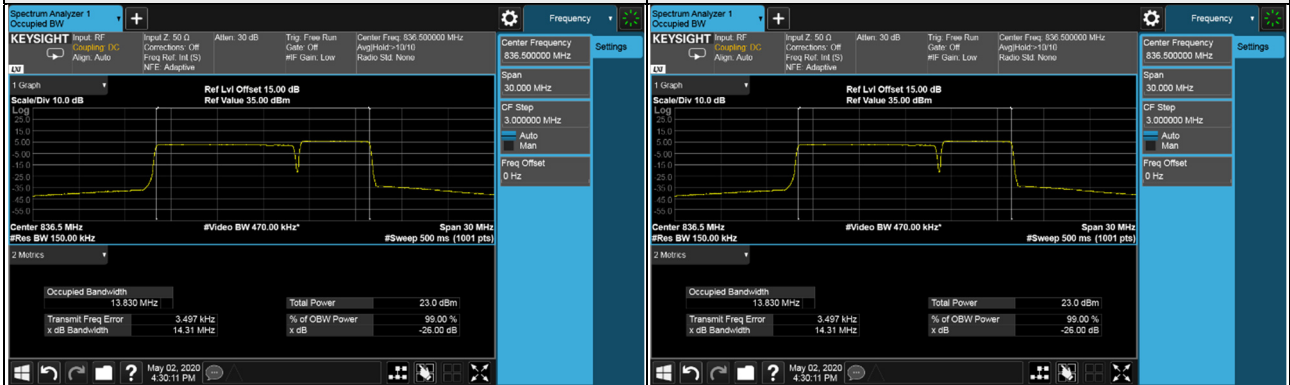 Spectrum Analyzer 1
Occupied BW
+
Frequency
KEYSIGHT
Input: RF
Coupling: DC
Align: Auto
Input Z: 50 Ω
Corrections: Off
Freq Ref: Int (S)
NFE: Adaptive
Atten: 30 dB
Trig: Free Run
Gate: Off
#IF Gain: Low
Center Freq: 836.500000 MHz
Avg|Hold:>10/10
Radio Std: None
LXI
Center Frequency
836.500000 MHz
Settings
Span
30.000 MHz
CF Step
3.000000 MHz
Auto
Man
Freq Offset
0 Hz
1 Graph
Scale/Div 10.0 dB
Ref Lvl Offset 15.00 dB
Ref Value 35.00 dBm
Log
25.0
15.0
5.00
-5.00
-15.0
-25.0
-35.0
-45.0
-55.0
Center 836.5 MHz
#Res BW 150.00 kHz
#Video BW 470.00 kHz*
Span 30 MHz
#Sweep 500 ms (1001 pts)
2 Metrics
Occupied Bandwidth
13.830 MHz
Total Power 23.0 dBm
Transmit Freq Error 3.497 kHz
% of OBW Power 99.00 %
x dB Bandwidth 14.31 MHz
x dB -26.00 dB
?
May 02, 2020
4:30:11 PM
Spectrum Analyzer 1
Occupied BW
+
Frequency
KEYSIGHT
Input: RF
Coupling: DC
Align: Auto
Input Z: 50 Ω
Corrections: Off
Freq Ref: Int (S)
NFE: Adaptive
Atten: 30 dB
Trig: Free Run
Gate: Off
#IF Gain: Low
Center Freq: 836.500000 MHz
Avg|Hold:>10/10
Radio Std: None
LXI
Center Frequency
836.500000 MHz
Settings
Span
30.000 MHz
CF Step
3.000000 MHz
Auto
Man
Freq Offset
0 Hz
1 Graph
Scale/Div 10.0 dB
Ref Lvl Offset 15.00 dB
Ref Value 35.00 dBm
Log
25.0
15.0
5.00
-5.00
-15.0
-25.0
-35.0
-45.0
-55.0
Center 836.5 MHz
#Res BW 150.00 kHz
#Video BW 470.00 kHz*
Span 30 MHz
#Sweep 500 ms (1001 pts)
2 Metrics
Occupied Bandwidth
13.830 MHz
Total Power 23.0 dBm
Transmit Freq Error 3.497 kHz
% of OBW Power 99.00 %
x dB Bandwidth 14.31 MHz
x dB -26.00 dB
?
May 02, 2020
4:30:11 PM